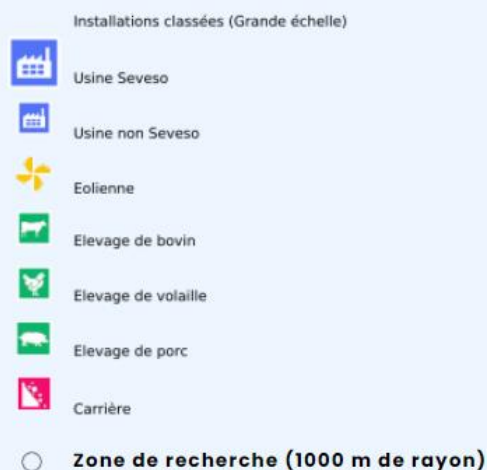 Installations classées (Grande échelle)
Usine Seveso
Usine non Seveso
Eolienne
Elevage de bovin
Elevage de volaille
Elevage de porc
Carrière
Zone de recherche (1000 m de rayon)